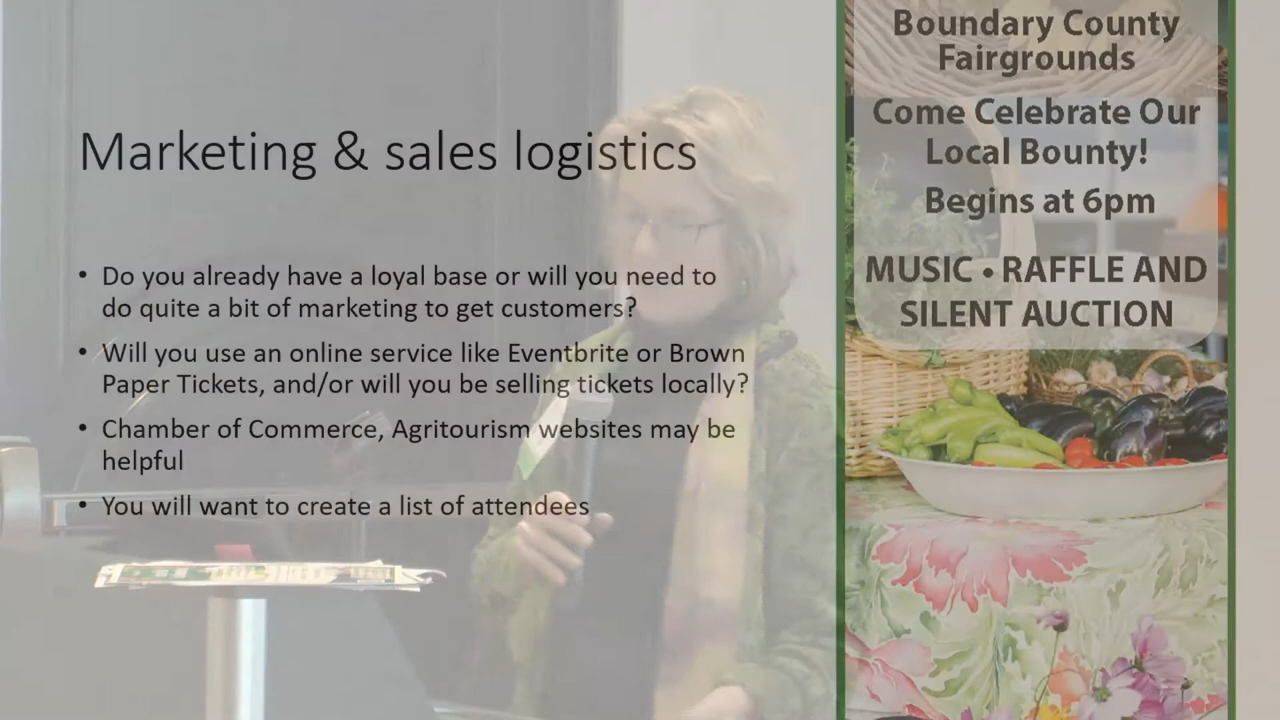 Marketing & sales logistics
• Do you already have a loyal base or will you need to
do quite a bit of marketing to get customers?
• Will you use an online service like Eventbrite or Brown
Paper Tickets, and/or will you be selling tickets locally?
• Chamber of Commerce, Agritourism websites may be
helpful
• You will want to create a list of attendees
Boundary County
Fairgrounds
Come Celebrate Our
Local Bounty!
Begins at 6pm
MUSIC • RAFFLE AND
SILENT AUCTION